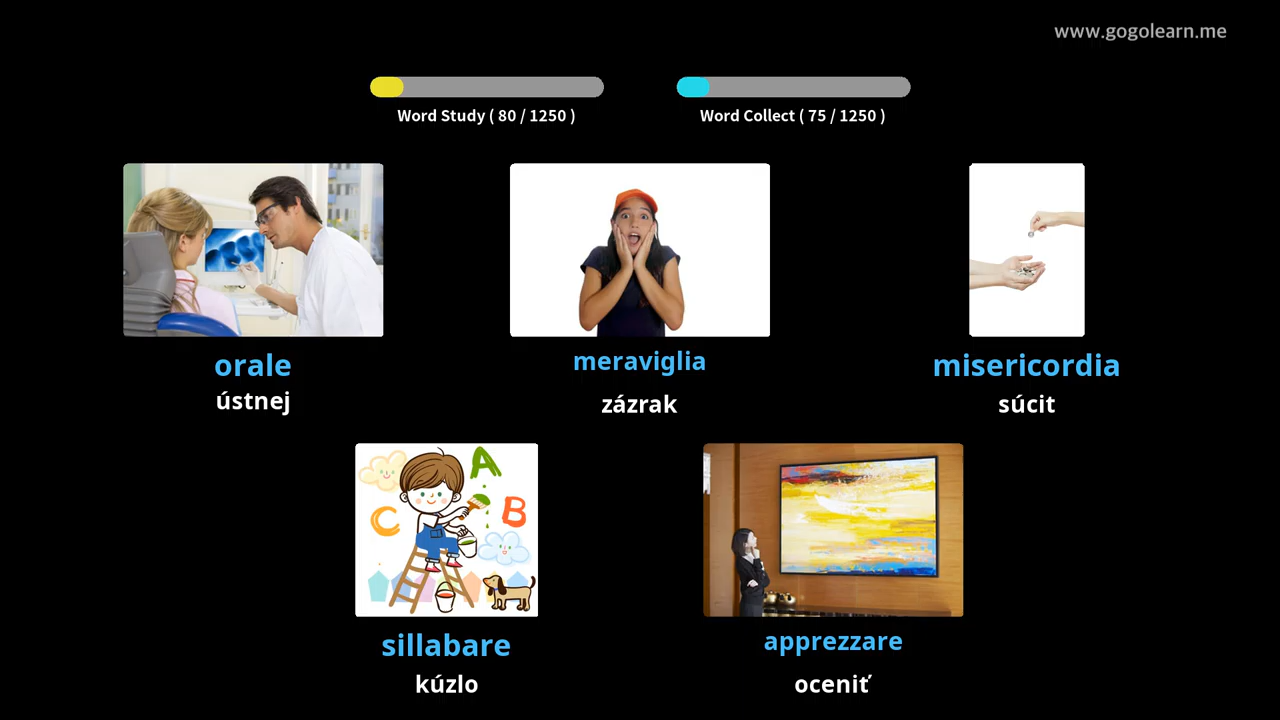 www.gogolearn.me
Word Study ( 80 / 1250 )
Word Collect ( 75 / 1250 )
orale
ústnej
meraviglia
zázrak
misericordia
súcit
A
B
C
sillabare
kúzlo
apprezzare
oceniť